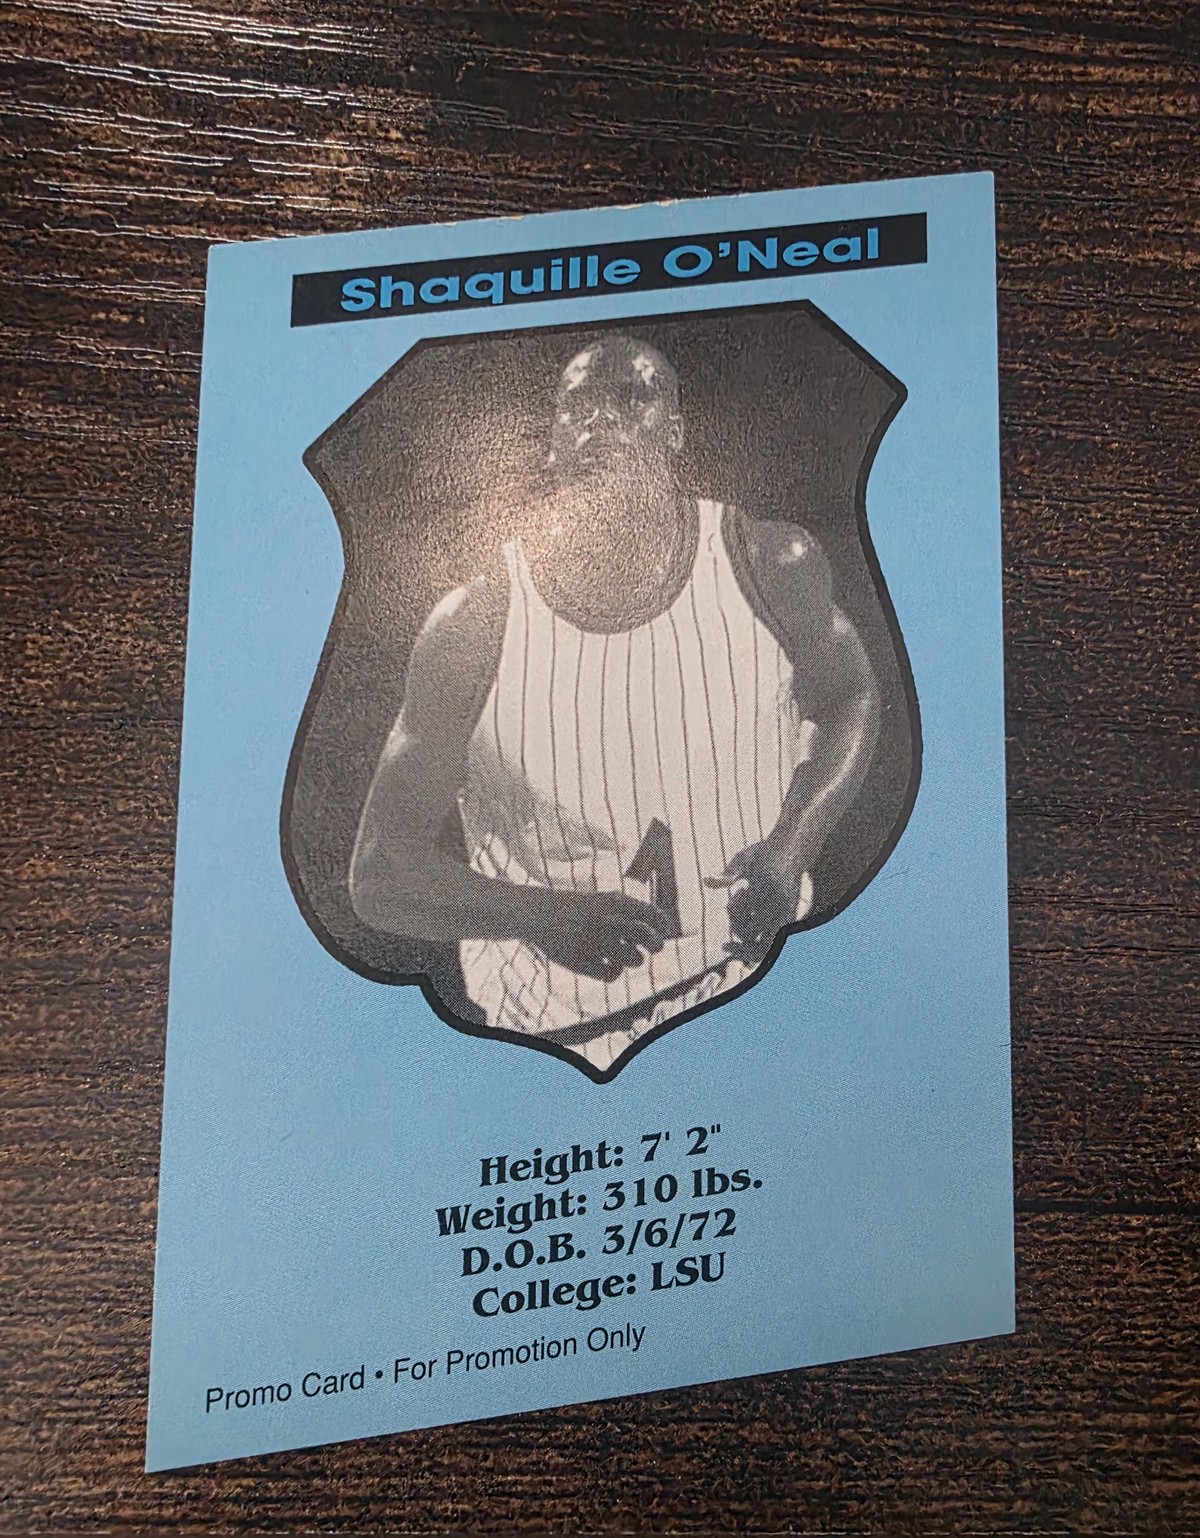 Shaquille O'Neal
Height: 7' 2"
Weight: 310 lbs.
D.O.B. 3/6/72
College: LSU
Promo Card • For Promotion Only